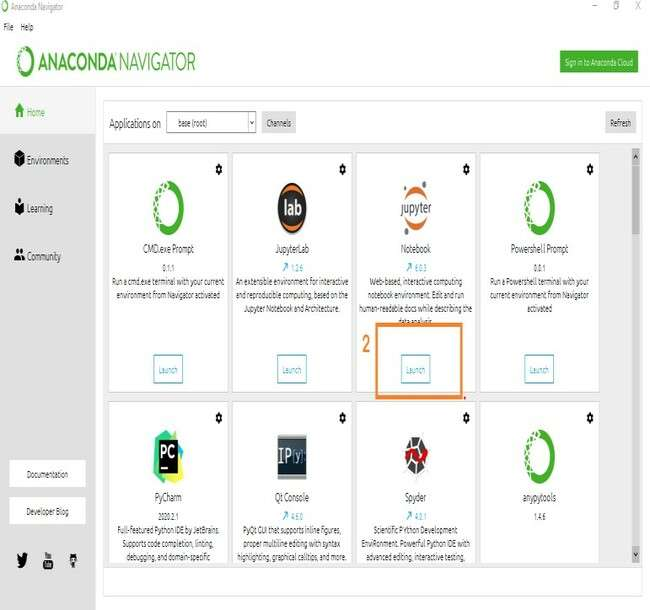 Anaconda Navigator
File Help
ANACONDA NAVIGATOR
Sign in to Anaconda Cloud
Home
Environments
Learning
Community
Documentation
Developer Blog
You
Tube
Applications on base (root) Channels Refresh
CMD.exe Prompt
0.1.1
Run a cmd.exe terminal with your current
environment from Navigator activated
Launch
lab
JupyterLab
1.2.6
An extensible environment for interactive
and reproducible computing, based on the
Jupyter Notebook and Architecture.
Launch
jupyter
Notebook
6.0.3
Web-based, interactive computing
notebook environment. Edit and run
human-readable docs while describing the
data analysis.
2
Launch
Powershell Prompt
0.0.1
Run a Powershell terminal with your
current environment from Navigator
activated
Launch
PC
PyCharm
2020.2.1
Full-featured Python IDE by JetBrains.
Supports code completion, linting,
debugging, and domain-specific
IP[y]:
Qt Console
4.6.0
PyQt GUI that supports inline figures,
proper multiline editing with syntax
highlighting, graphical calltips, and more.
Spyder
4.0.1
Scientific PYthon Development
EnviRonment. Powerful Python IDE with
advanced editing, interactive testing,
anypytools
1.4.6